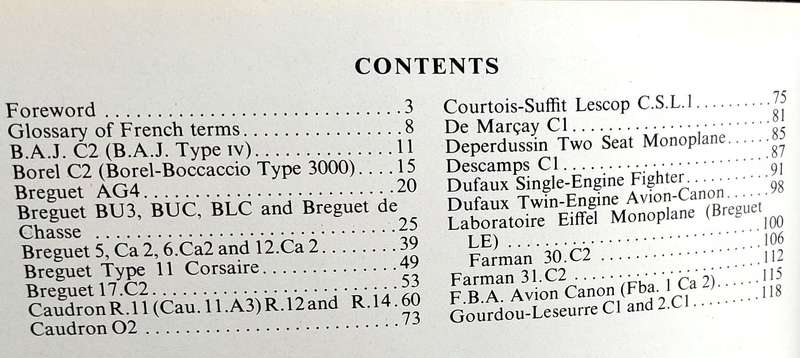 CONTENTS
Foreword ............................... 3
Glossary of French terms................. 8
B.A.J. C2 (B.A.J. Type IV)............... 11
Borel C2 (Borel-Boccaccio Type 3000).... 15
Breguet AG4............................ 20
Breguet BU3, BUC, BLC and Breguet de
Chasse ................................ 25
Breguet 5, Ca 2, 6.Ca2 and 12.Ca 2........ 39
Breguet Type 11 Corsaire................ 49
Breguet 17.C2........................... 53
Caudron R.11 (Cau. 11.A3) R.12 and R.14. 60
Caudron O2 ............................ 73
Courtois-Suffit Lescop C.S.L.1.......... 75
De Marçay C1......................... 81
Deperdussin Two Seat Monoplane...... 85
Descamps C1........................ 87
Dufaux Single-Engine Fighter.......... 91
Dufaux Twin-Engine Avion-Canon..... 98
Laboratoire Eiffel Monoplane (Breguet
LE) ............................... 100
Farman 30.C2 ...................... 106
Farman 31.C2 ....................... 112
F.B.A. Avion Canon (Fba. 1 Ca 2)...... 115
Gourdou-Leseurre C1 and 2.C1......... 118